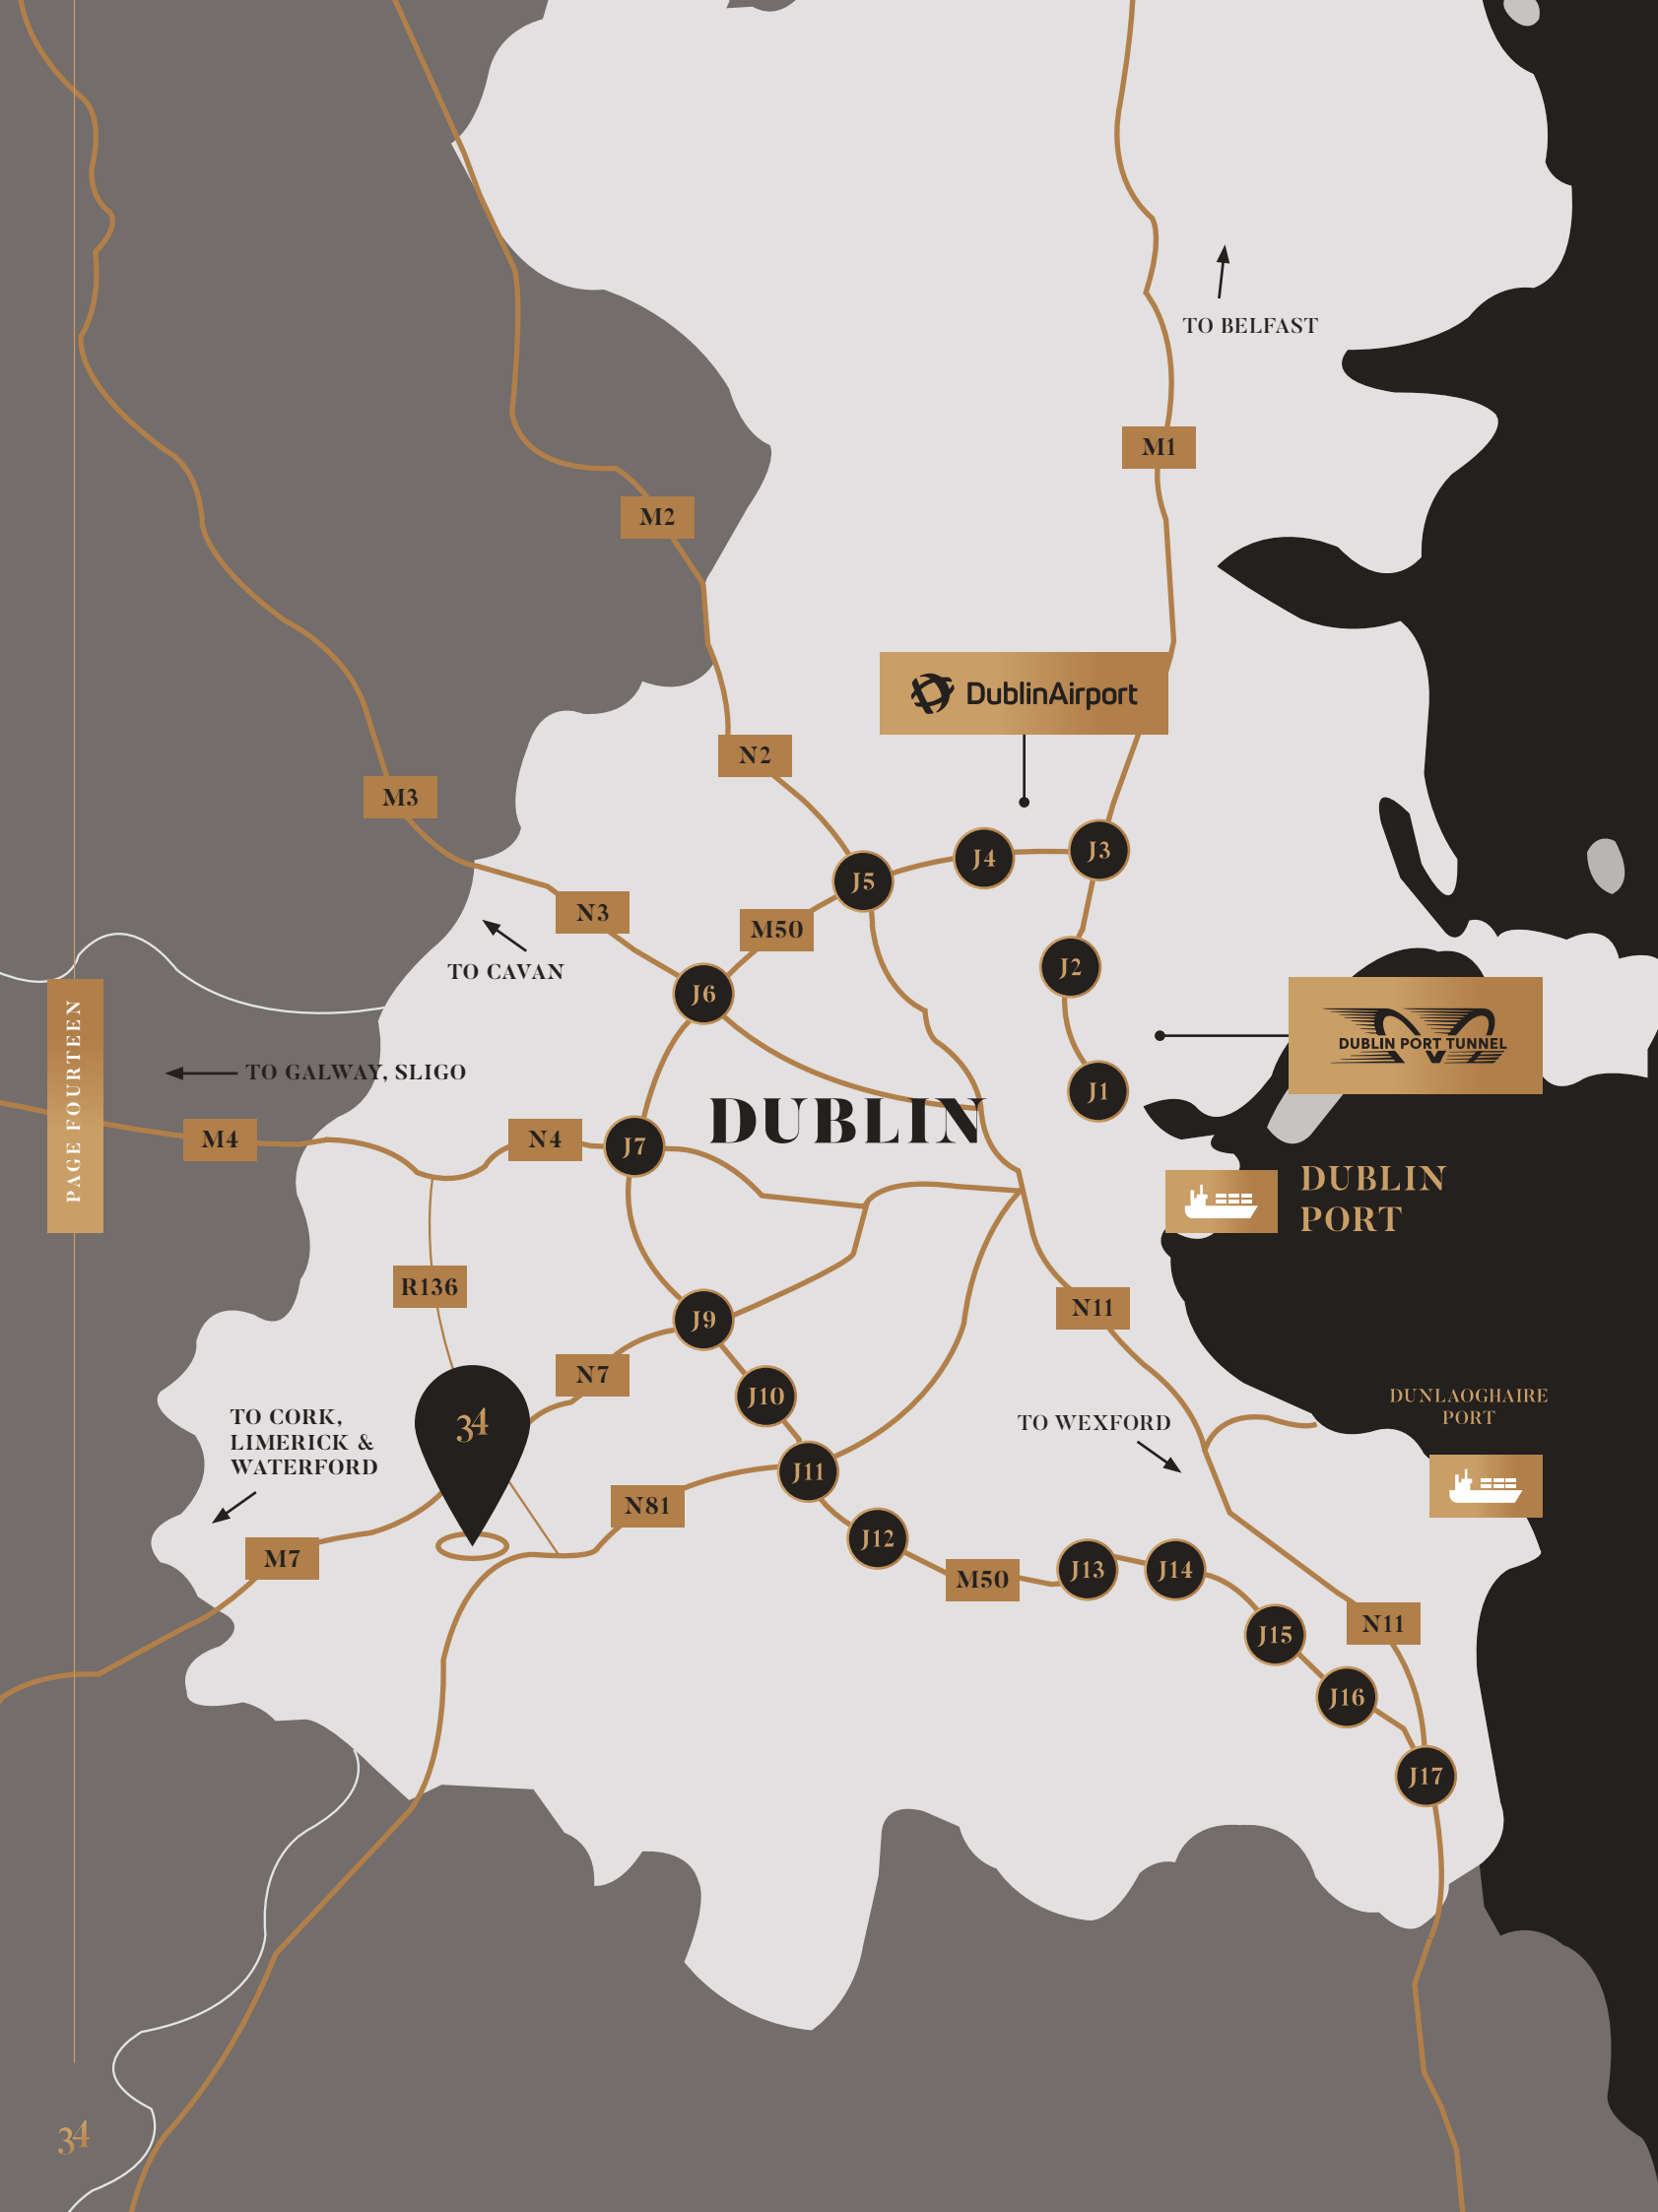 TO BELFAST
M1
M2
DublinAirport
N2
M3
J3
J4
J5
N3
M50
J2
TO CAVAN
J6
PAGE FOURTEEN
DUBLIN PORT TUNNEL
TO GALWAY, SLIGO
J1
DUBLIN
M4
N4
J7
DUBLIN
PORT
R136
N11
J9
N7
J10
DUNLAOGHAIRE
PORT
TO CORK,
LIMERICK &
WATERFORD
34
TO WEXFORD
J11
N81
J12
M7
M50
J13
J14
N11
J15
J16
J17
34